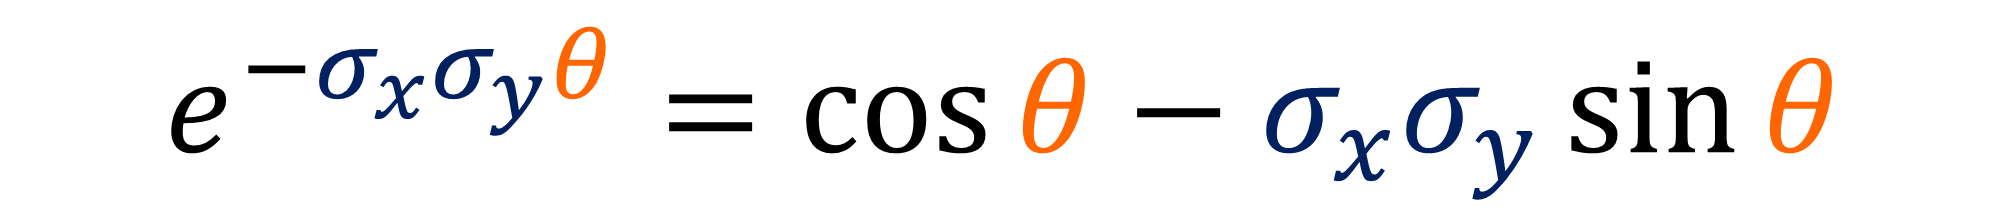 e^{−σ_xσ_yθ} = cos θ − σ_xσ_y sin θ